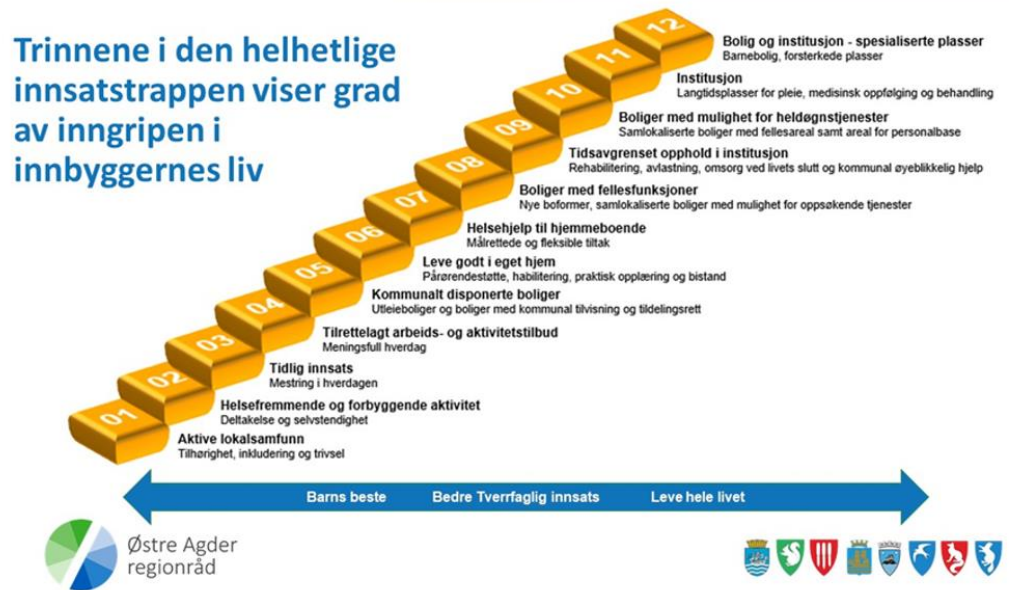 Trinnene i den helhetlige
innsatstrappen viser grad
av inngripen i
innbyggernes liv
12
Bolig og institusjon - spesialiserte plasser
Barnebolig, forsterkede plasser
11
Institusjon
Langtidsplasser for pleie, medisinsk oppfølging og behandling
10
Boliger med mulighet for heldøgnstjenester
Samlokaliserte boliger med fellesareal samt areal for personalbase
09
Tidsavgrenset opphold i institusjon
Rehabilitering, avlastning, omsorg ved livets slutt og kommunal øyeblikkelig hjelp
08
Boliger med fellesfunksjoner
Nye boformer, samlokaliserte boliger med mulighet for oppsøkende tjenester
07
Helsehjelp til hjemmeboende
Målrettede og fleksible tiltak
06
Leve godt i eget hjem
Pårørendestøtte, habilitering, praktisk opplæring og bistand
05
Kommunalt disponerte boliger
Utleieboliger og boliger med kommunal tilvisning og tildelingsrett
04
Tilrettelagt arbeids- og aktivitetstilbud
Meningsfull hverdag
03
Tidlig innsats
Mestring i hverdagen
02
Helsefremmende og forbyggende aktivitet
Deltakelse og selvstendighet
01
Aktive lokalsamfunn
Tilhørighet, inkludering og trivsel
Barns beste Bedre Tverrfaglig innsats Leve hele livet
Østre Agder
regionråd